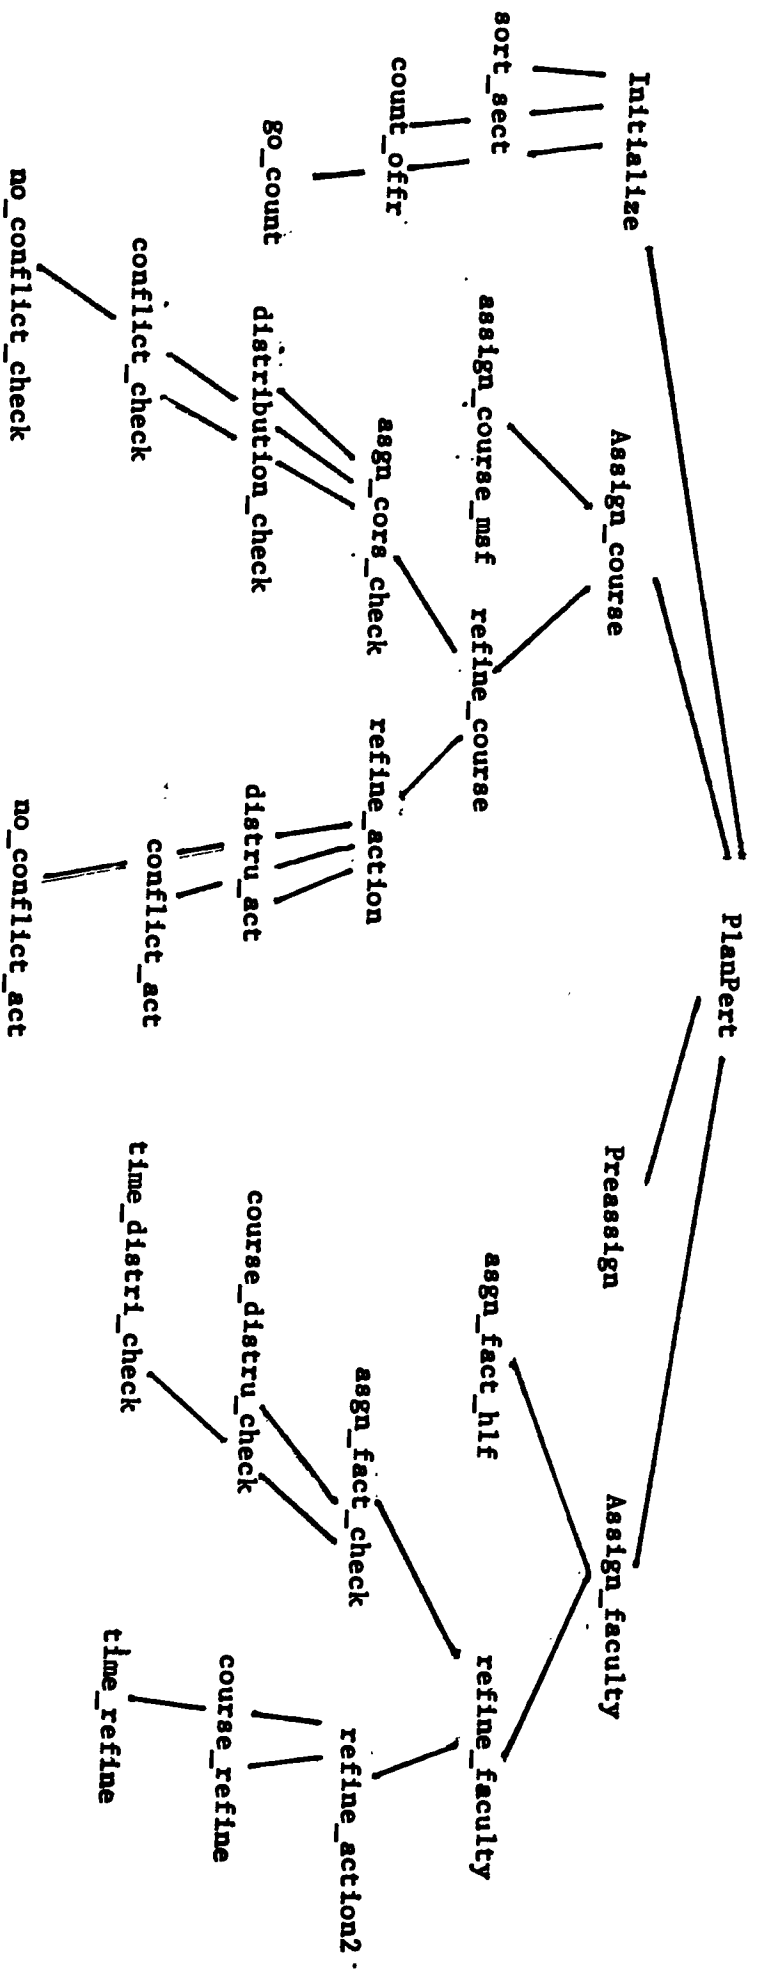 PlanPert
Initialize
Assign_course
Preassign
Assign_faculty
sort_sect
assign_course_msf
refine_course
asgn_fact_hlf
refine_faculty
count_offr
asgn_cors_check
refine_action
asgn_fact_check
refine_action2
go_count
distribution_check
distru_act
course_distru_check
course_refine
conflict_check
conflict_act
time_distri_check
time_refine
no_conflict_check
no_conflict_act